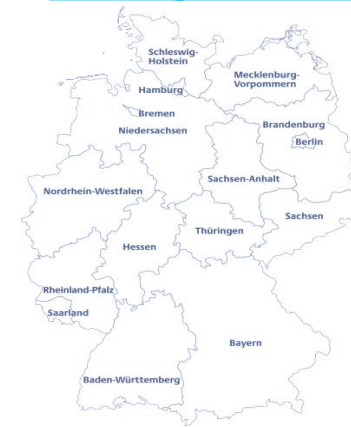 Schleswig-
Holstein
Mecklenburg-
Vorpommern
Hamburg
Bremen
Niedersachsen
Brandenburg
Berlin
Sachsen-Anhalt
Nordrhein-Westfalen
Sachsen
Thüringen
Hessen
Rheinland-Pfalz
Saarland
Bayern
Baden-Württemberg